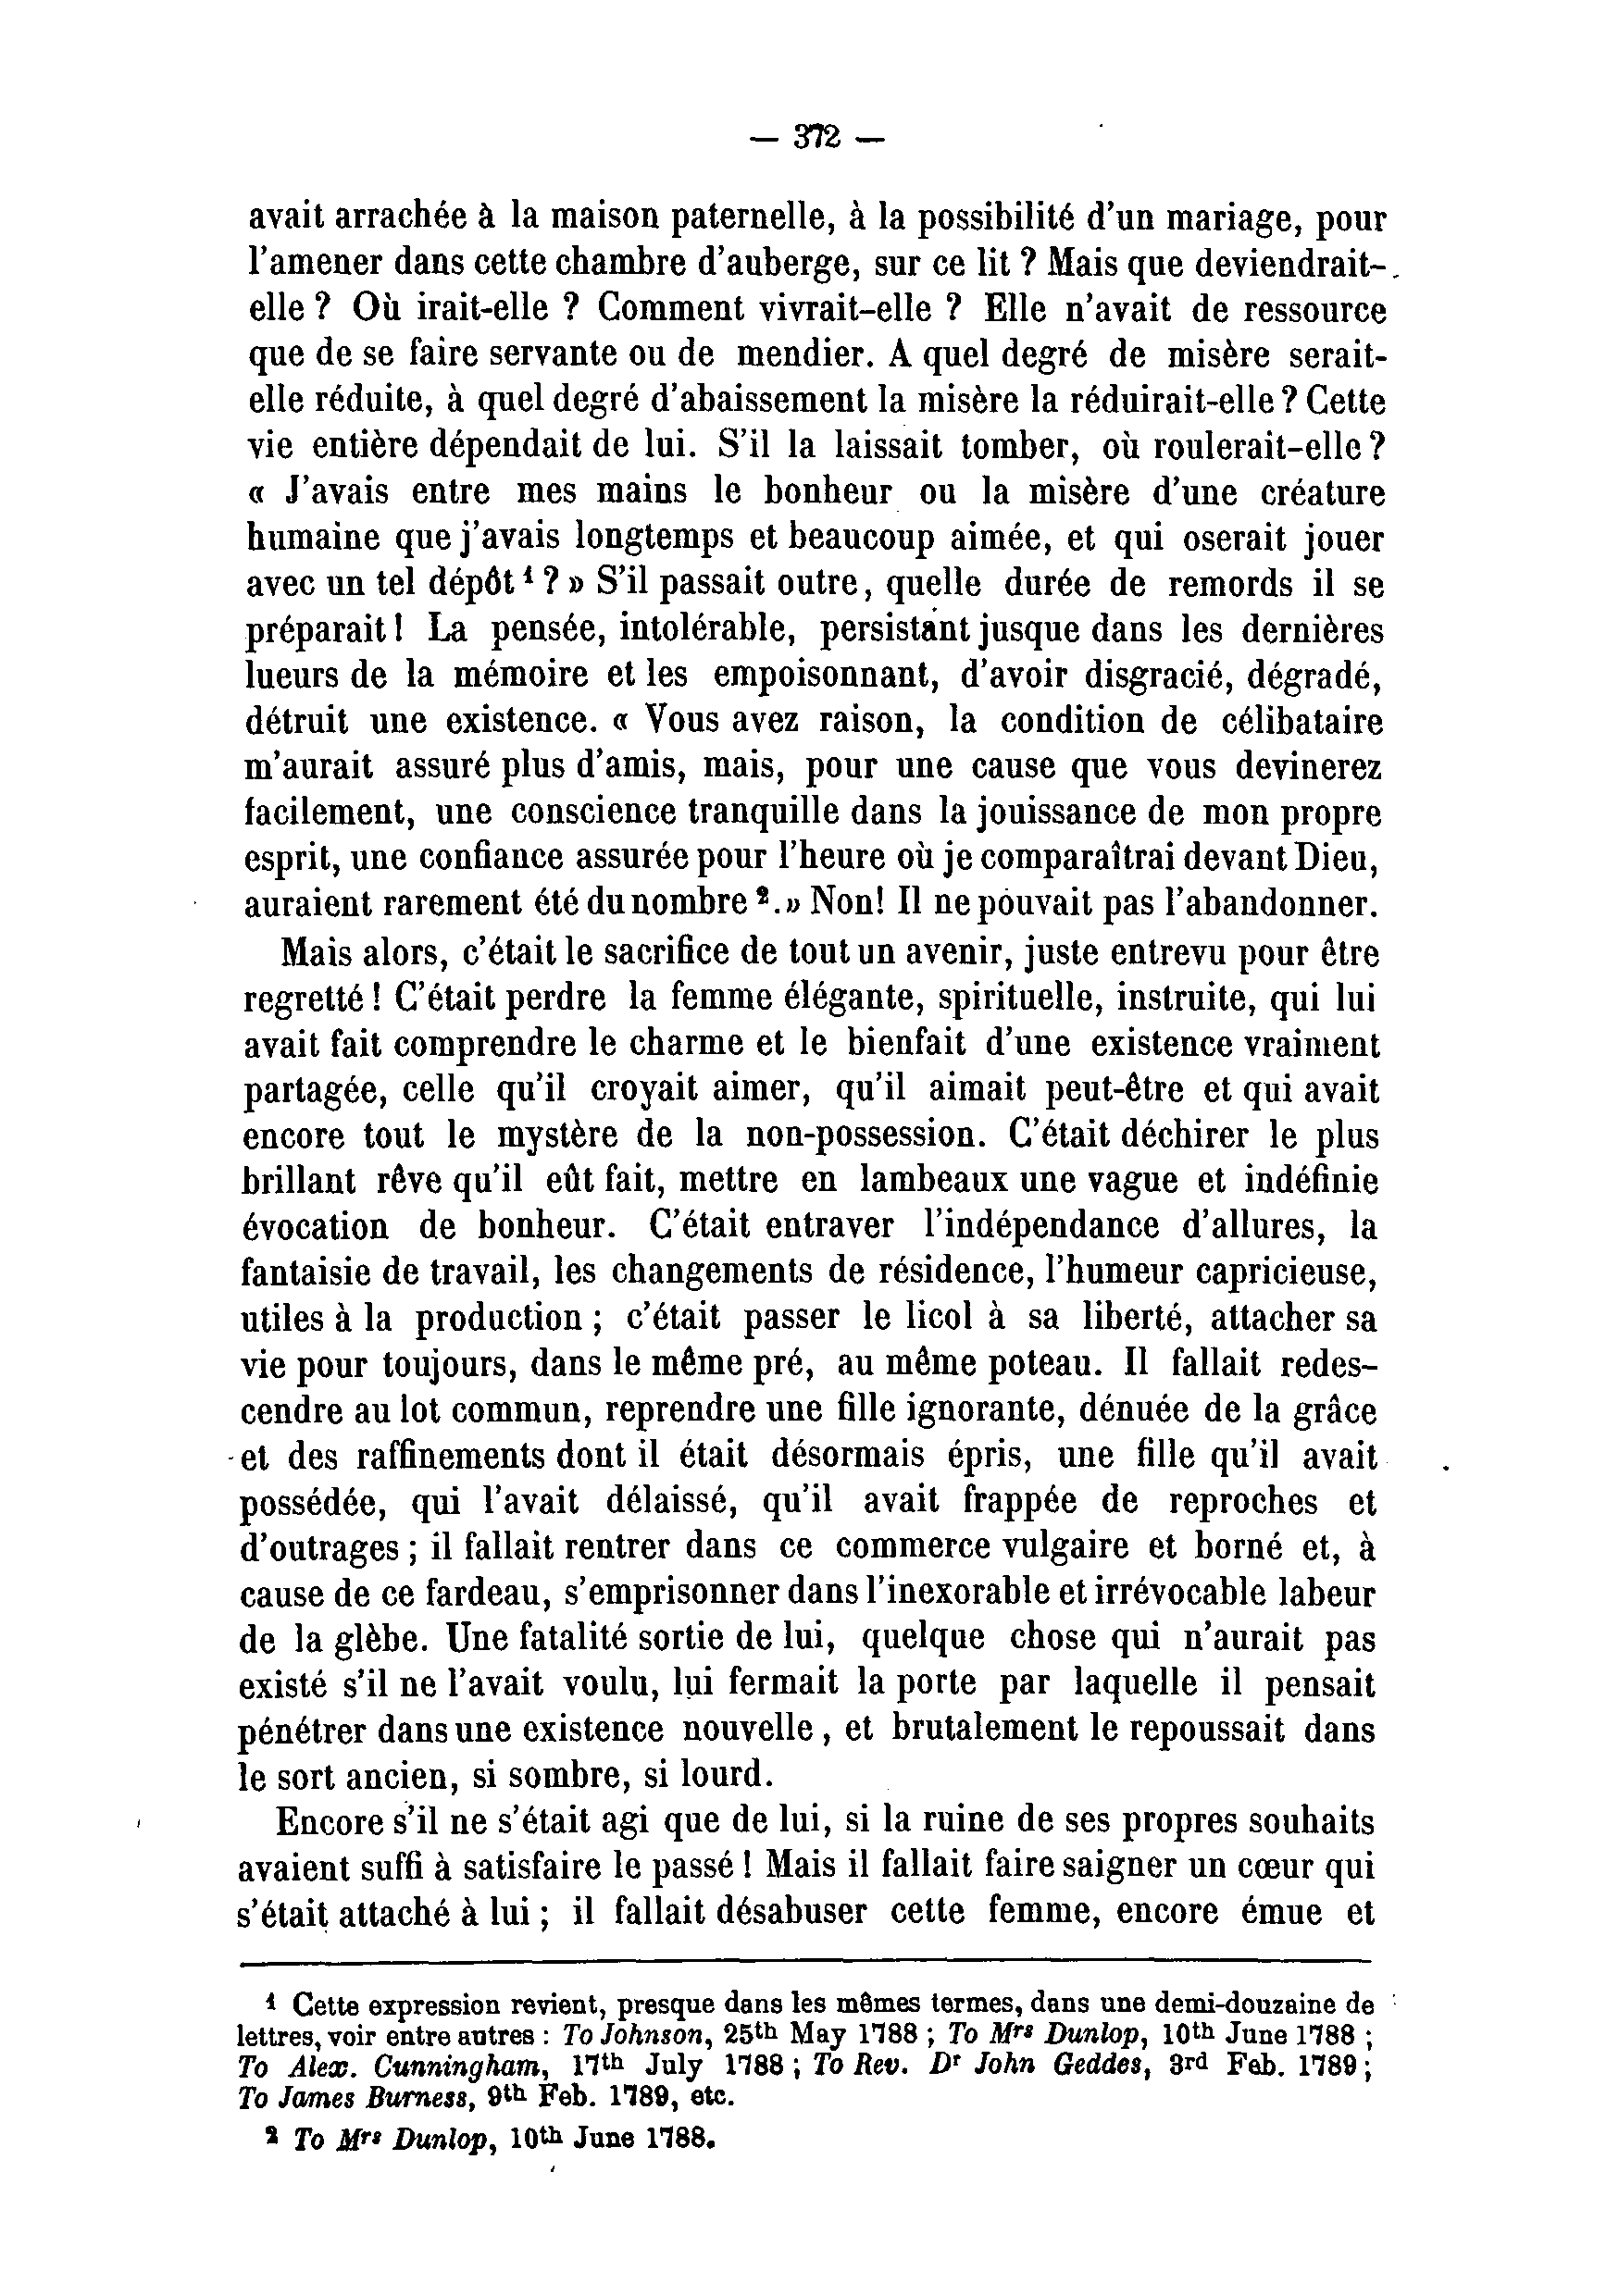 — 372 —
avait arrachée à la maison paternelle, à la possibilité d'un mariage, pour
l'amener dans cette chambre d'auberge, sur ce lit ? Mais que deviendrait-
elle ? Où irait-elle ? Comment vivrait-elle ? Elle n'avait de ressource
que de se faire servante ou de mendier. A quel degré de misère serait-
elle réduite, à quel degré d'abaissement la misère la réduirait-elle ? Cette
vie entière dépendait de lui. S'il la laissait tomber, où roulerait-elle ?
« J'avais entre mes mains le bonheur ou la misère d'une créature
humaine que j'avais longtemps et beaucoup aimée, et qui oserait jouer
avec un tel dépôt ¹ ? » S'il passait outre, quelle durée de remords il se
préparait ! La pensée, intolérable, persistant jusque dans les dernières
lueurs de la mémoire et les empoisonnant, d'avoir disgracié, dégradé,
détruit une existence. « Vous avez raison, la condition de célibataire
m'aurait assuré plus d'amis, mais, pour une cause que vous devinerez
facilement, une conscience tranquille dans la jouissance de mon propre
esprit, une confiance assurée pour l'heure où je comparaîtrai devant Dieu,
auraient rarement été du nombre ². » Non! Il ne pouvait pas l'abandonner.
Mais alors, c'était le sacrifice de tout un avenir, juste entrevu pour être
regretté ! C'était perdre la femme élégante, spirituelle, instruite, qui lui
avait fait comprendre le charme et le bienfait d'une existence vraiment
partagée, celle qu'il croyait aimer, qu'il aimait peut-être et qui avait
encore tout le mystère de la non-possession. C'était déchirer le plus
brillant rêve qu'il eût fait, mettre en lambeaux une vague et indéfinie
évocation de bonheur. C'était entraver l'indépendance d'allures, la
fantaisie de travail, les changements de résidence, l'humeur capricieuse,
utiles à la production ; c'était passer le licol à sa liberté, attacher sa
vie pour toujours, dans le même pré, au même poteau. Il fallait redes-
cendre au lot commun, reprendre une fille ignorante, dénuée de la grâce
et des raffinements dont il était désormais épris, une fille qu'il avait
possédée, qui l'avait délaissé, qu'il avait frappée de reproches et
d'outrages ; il fallait rentrer dans ce commerce vulgaire et borné et, à
cause de ce fardeau, s'emprisonner dans l'inexorable et irrévocable labeur
de la glèbe. Une fatalité sortie de lui, quelque chose qui n'aurait pas
existé s'il ne l'avait voulu, lui fermait la porte par laquelle il pensait
pénétrer dans une existence nouvelle, et brutalement le repoussait dans
le sort ancien, si sombre, si lourd.
Encore s'il ne s'était agi que de lui, si la ruine de ses propres souhaits
avaient suffi à satisfaire le passé ! Mais il fallait faire saigner un cœur qui
s'était attaché à lui ; il fallait désabuser cette femme, encore émue et
¹ Cette expression revient, presque dans les mêmes termes, dans une demi-douzaine de
lettres, voir entre autres : To Johnson, 25th May 1788 ; To Mrs Dunlop, 10th June 1788 ;
To Alex. Cunningham, 17th July 1788 ; To Rev. Dr John Geddes, 3rd Feb. 1789 ;
To James Burness, 9th Feb. 1789, etc.
² To Mrs Dunlop, 10th June 1788.